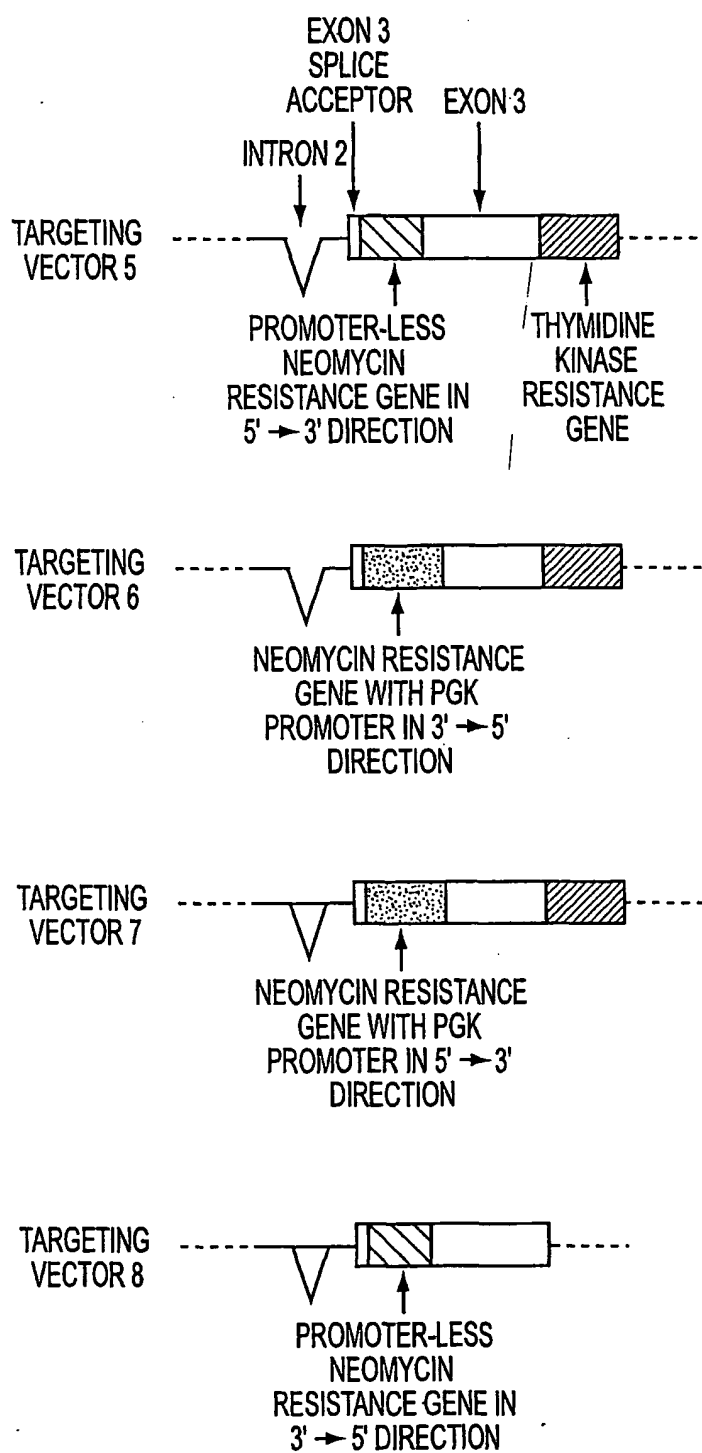 EXON 3
SPLICE
ACCEPTOR
EXON 3
INTRON 2
TARGETING
VECTOR 5
PROMOTER-LESS
NEOMYCIN
RESISTANCE GENE IN
5' → 3' DIRECTION
THYMIDINE
KINASE
RESISTANCE
GENE
TARGETING
VECTOR 6
NEOMYCIN RESISTANCE
GENE WITH PGK
PROMOTER IN 3' → 5'
DIRECTION
TARGETING
VECTOR 7
NEOMYCIN RESISTANCE
GENE WITH PGK
PROMOTER IN 5' → 3'
DIRECTION
TARGETING
VECTOR 8
PROMOTER-LESS
NEOMYCIN
RESISTANCE GENE IN
3' → 5' DIRECTION